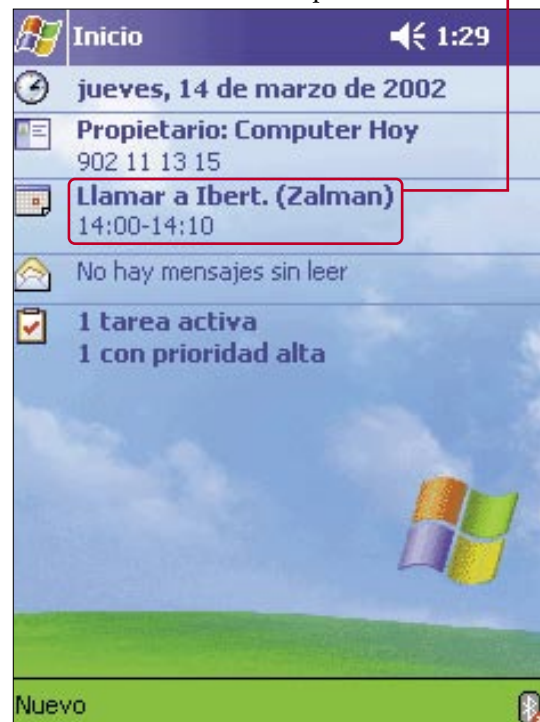 Inicio 1:29
jueves, 14 de marzo de 2002
Propietario: Computer Hoy
902 11 13 15
Llamar a Ibert. (Zalman)
14:00-14:10
No hay mensajes sin leer
1 tarea activa
1 con prioridad alta
Nuevo